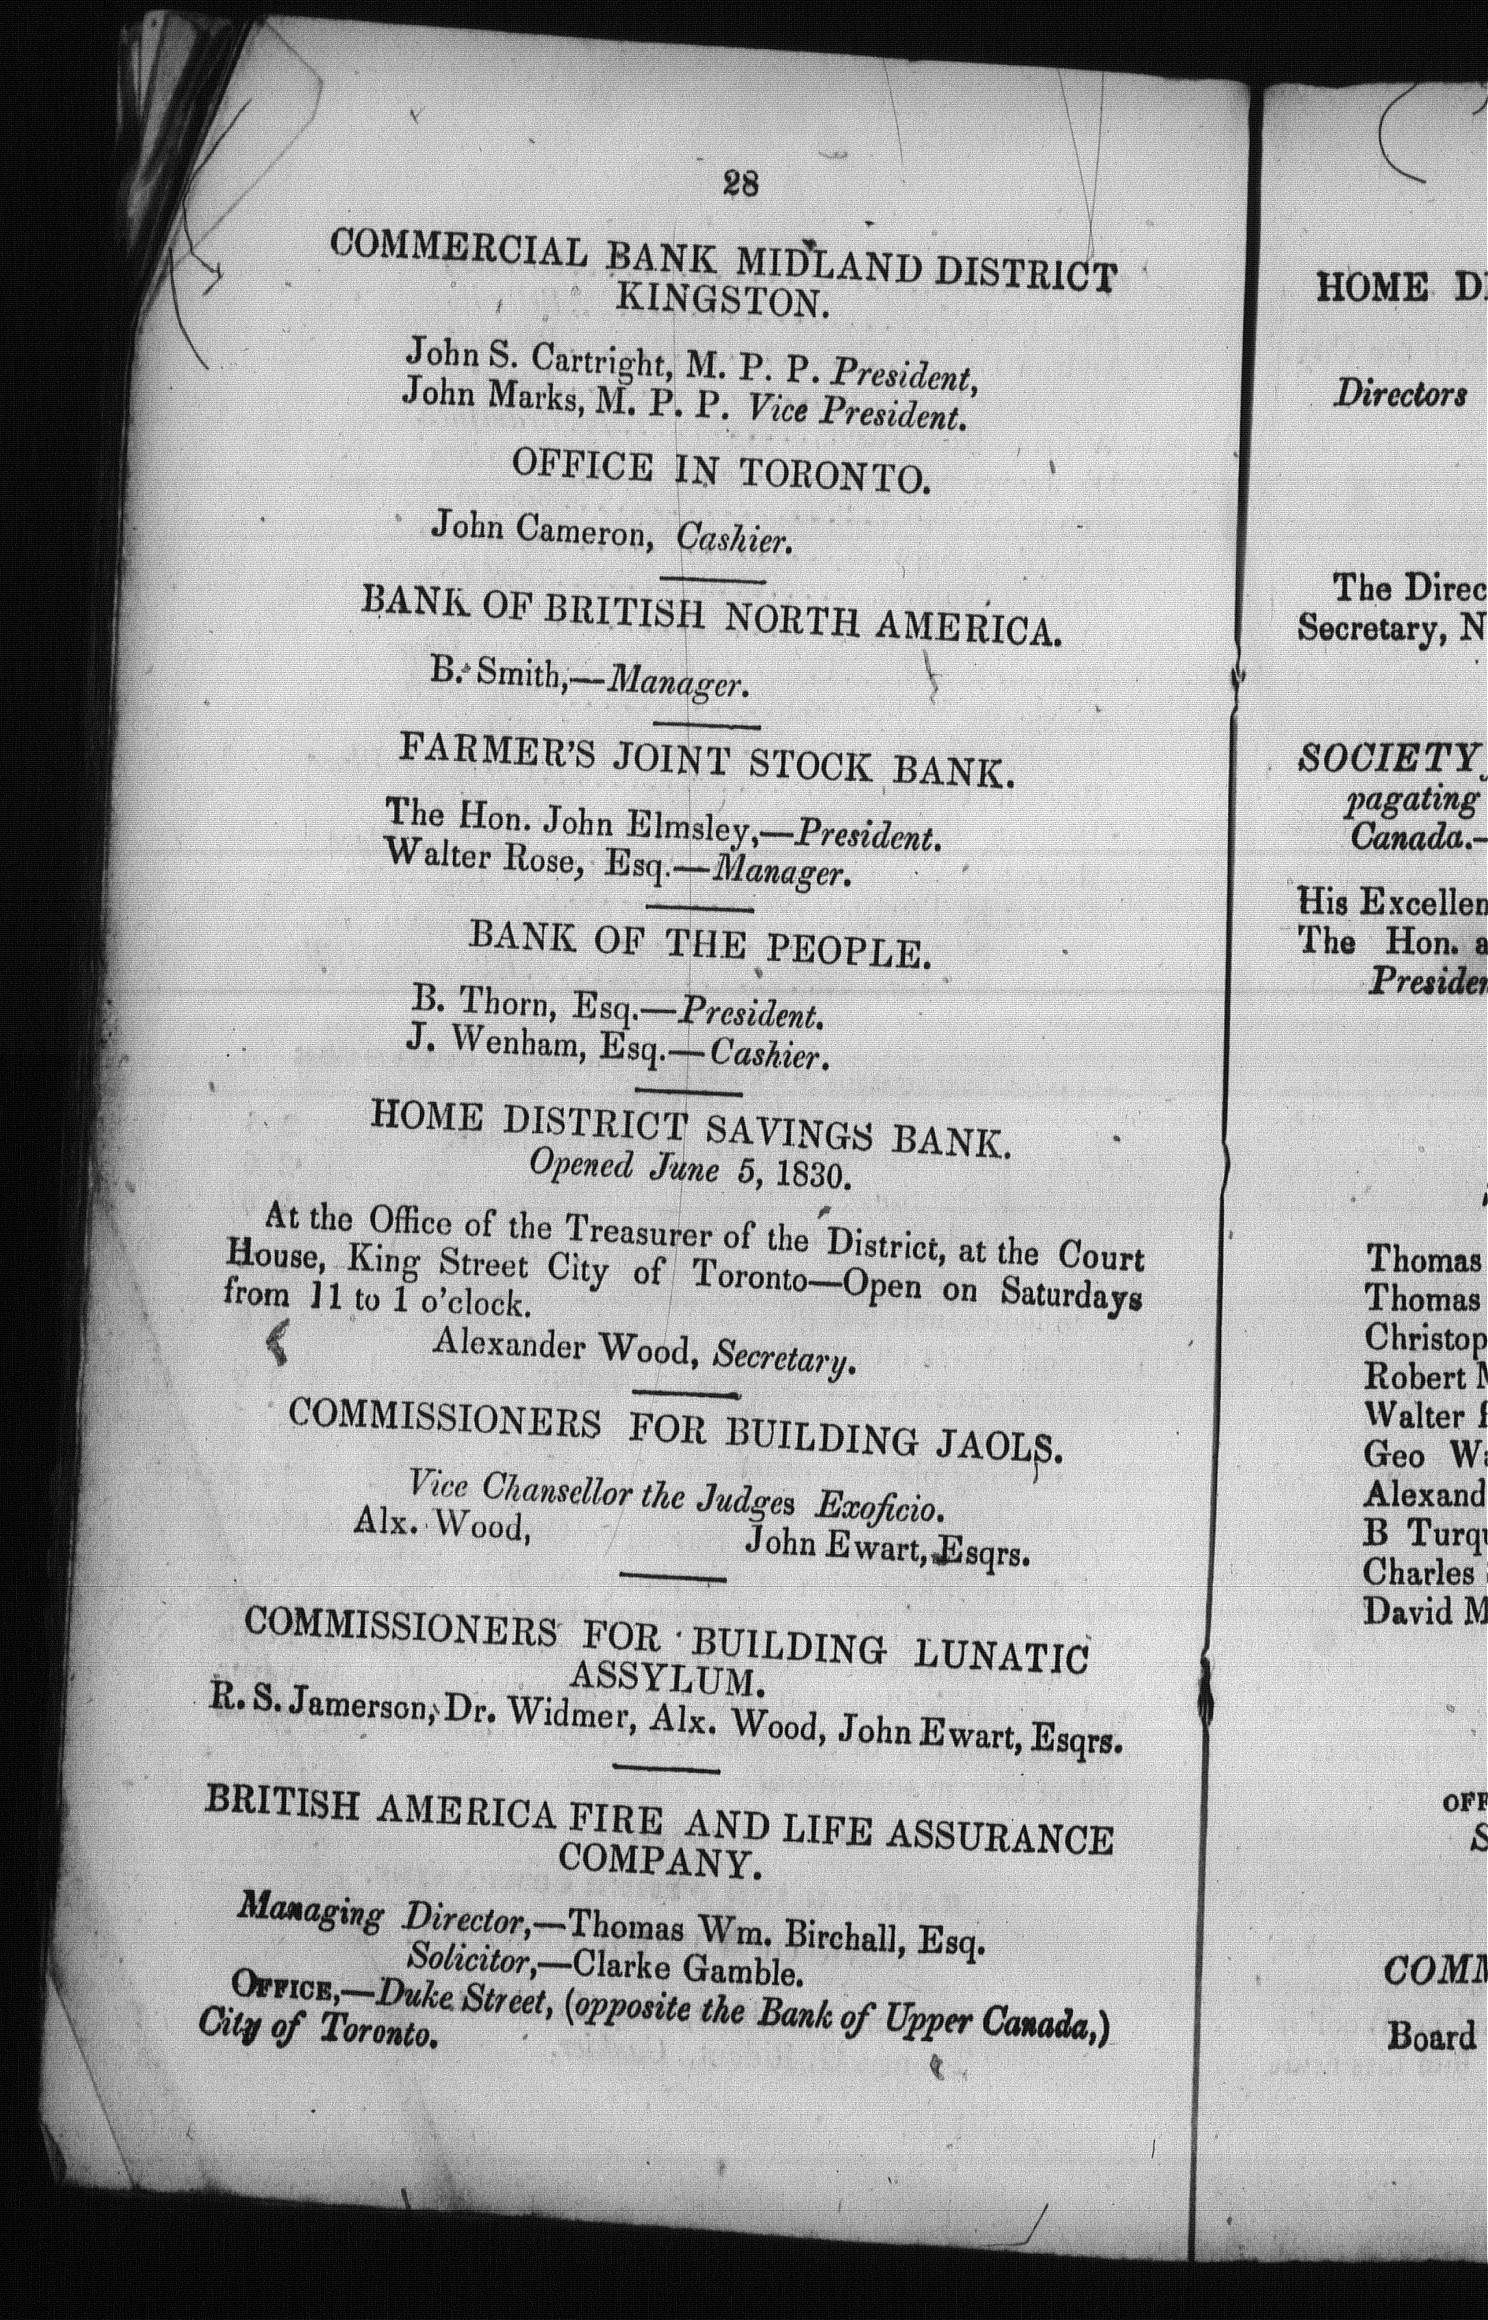 28
COMMERCIAL BANK MIDLAND DISTRICT
KINGSTON.
John S. Cartright, M. P. P. President,
John Marks, M. P. P. Vice President.
OFFICE IN TORONTO.
John Cameron, Cashier.
BANK OF BRITISH NORTH AMERICA.
B. Smith,—Manager.
FARMER'S JOINT STOCK BANK.
The Hon. John Elmsley,—President.
Walter Rose, Esq.—Manager.
BANK OF THE PEOPLE.
B. Thorn, Esq.—President.
J. Wenham, Esq.—Cashier.
HOME DISTRICT SAVINGS BANK.
Opened June 5, 1830.
At the Office of the Treasurer of the District, at the Court
House, King Street City of Toronto—Open on Saturdays
from 11 to 1 o'clock.
Alexander Wood, Secretary.
COMMISSIONERS FOR BUILDING JAOLS.
Vice Chansellor the Judges Exoficio.
Alx. Wood, John Ewart, Esqrs.
COMMISSIONERS FOR BUILDING LUNATIC
ASSYLUM.
R. S. Jamerson, Dr. Widmer, Alx. Wood, John Ewart, Esqrs.
BRITISH AMERICA FIRE AND LIFE ASSURANCE
COMPANY.
Managing Director,—Thomas Wm. Birchall, Esq.
Solicitor,—Clarke Gamble.
OFFICE,—Duke Street, (opposite the Bank of Upper Canada,)
City of Toronto.
HOME
Directors
The
Secretary,
SOCIETY
pagating
Canada.—
His
The Hon.
Thomas
Thomas
Robert
Walter
Geo
B
Charles
David
Board